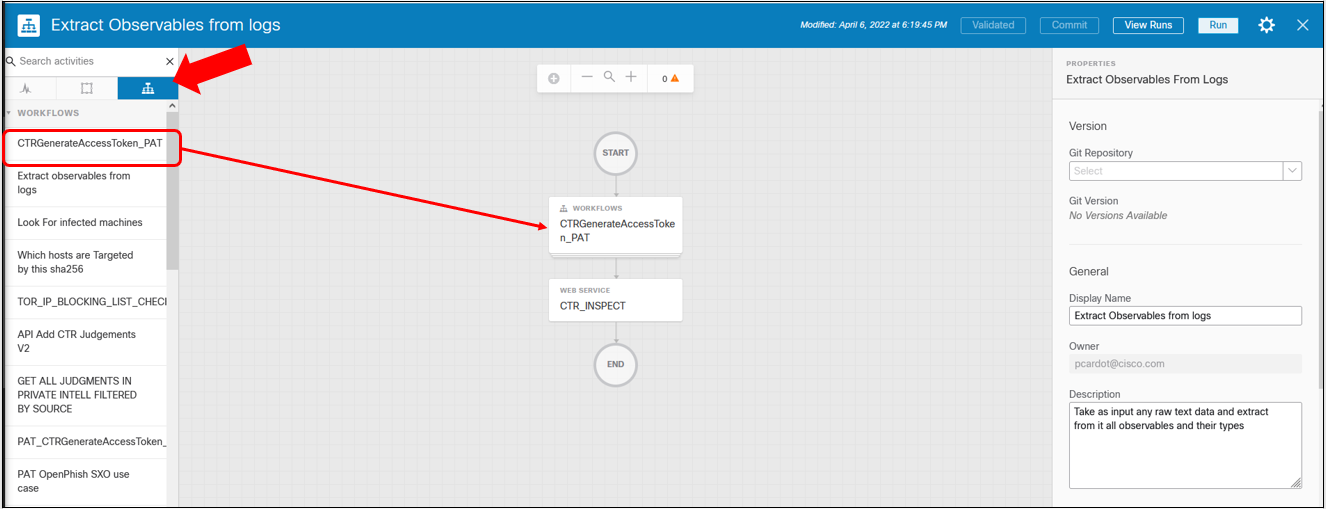 Extract Observables from logs
Modified: April 6, 2022 at 6:19:45 PM
Validated
Commit
View Runs
Run
Search activities
WORKFLOWS
CTRGenerateAccessToken_PAT
Extract observables from
logs
Look For infected machines
Which hosts are Targeted
by this sha256
TOR_IP_BLOCKING_LIST_CHECK
API Add CTR Judgements
V2
GET ALL JUDGMENTS IN
PRIVATE INTELL FILTERED
BY SOURCE
PAT_CTRGenerateAccessToken_
PAT OpenPhish SXO use
case
0
START
WORKFLOWS
CTRGenerateAccessToke
n_PAT
WEB SERVICE
CTR_INSPECT
END
PROPERTIES
Extract Observables From Logs
Version
Git Repository
Select
Git Version
No Versions Available
General
Display Name
Extract Observables from logs
Owner
pcardot@cisco.com
Description
Take as input any raw text data and extract
from it all observables and their types